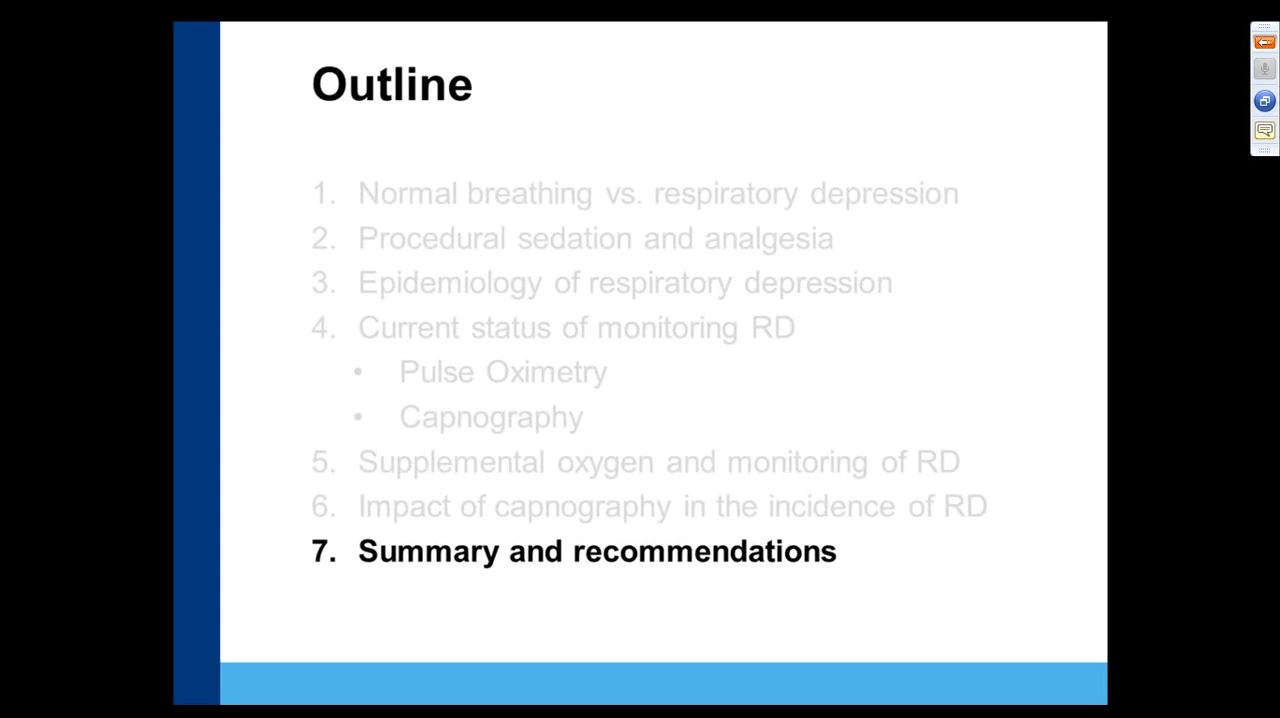 Outline
1. Normal breathing vs. respiratory depression
2. Procedural sedation and analgesia
3. Epidemiology of respiratory depression
4. Current status of monitoring RD
• Pulse Oximetry
• Capnography
5. Supplemental oxygen and monitoring of RD
6. Impact of capnography in the incidence of RD
7. Summary and recommendations